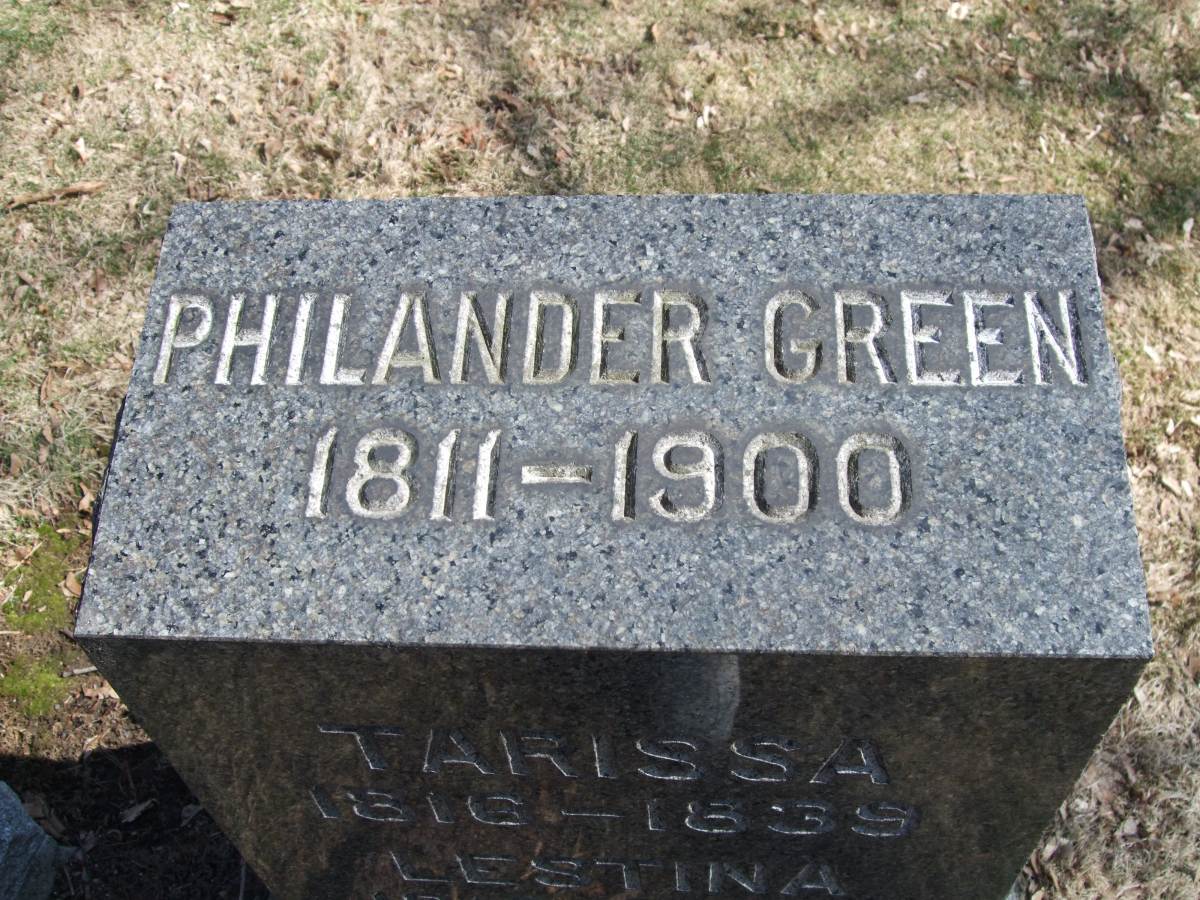 PHILANDER GREEN
1811-1900
TARISSA
1816-1839
LESTINA